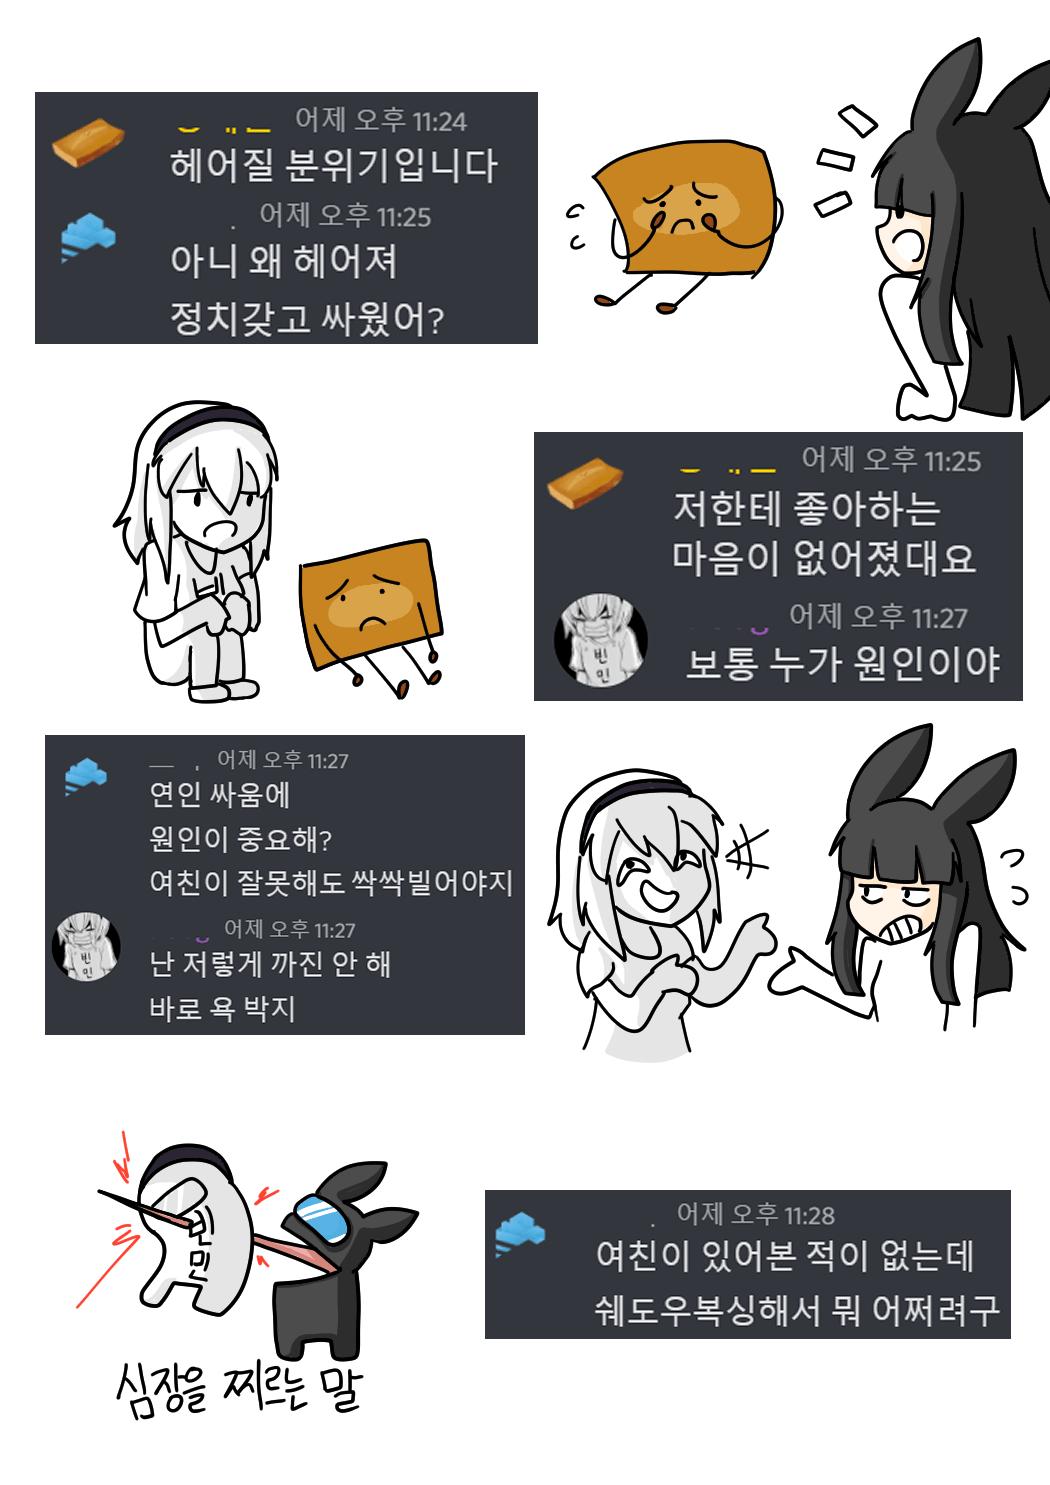 어제 오후 11:24
헤어질 분위기입니다
어제 오후 11:25
아니 왜 헤어져
정치갖고 싸웠어?
어제 오후 11:25
저한테 좋아하는
마음이 없어졌대요
어제 오후 11:27
빈
인
보통 누가 원인이야
어제 오후 11:27
연인 싸움에
원인이 중요해?
여친이 잘못해도 싹싹빌어야지
어제 오후 11:27
빈
인
난 저렇게 까진 안 해
바로 욕 박지
어제 오후 11:28
여친이 있어본 적이 없는데
쉐도우복싱해서 뭐 어쩌려구
심장을 찌르는 말